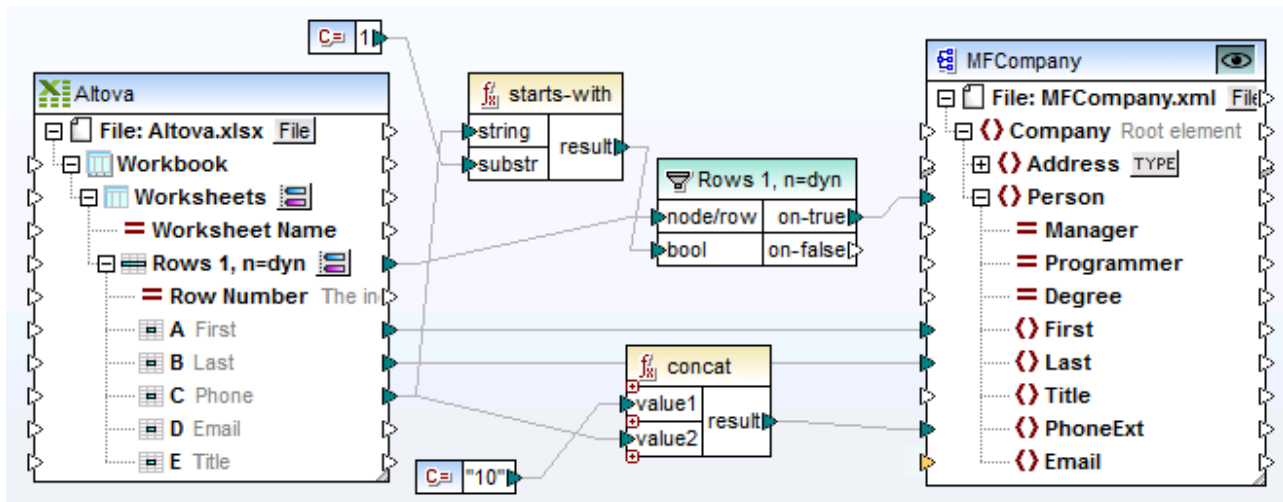 C= 1
Altova
File: Altova.xlsx File
Workbook
Worksheets
Worksheet Name
Rows 1, n=dyn
Row Number The in
A First
B Last
C Phone
D Email
E Title
starts-with
string
substr
result
Rows 1, n=dyn
node/row on-true
bool on-false
concat
value1
value2
result
C= "10"
MFCompany
File: MFCompany.xml File
Company Root element
Address TYPE
Person
Manager
Programmer
Degree
First
Last
Title
PhoneExt
Email